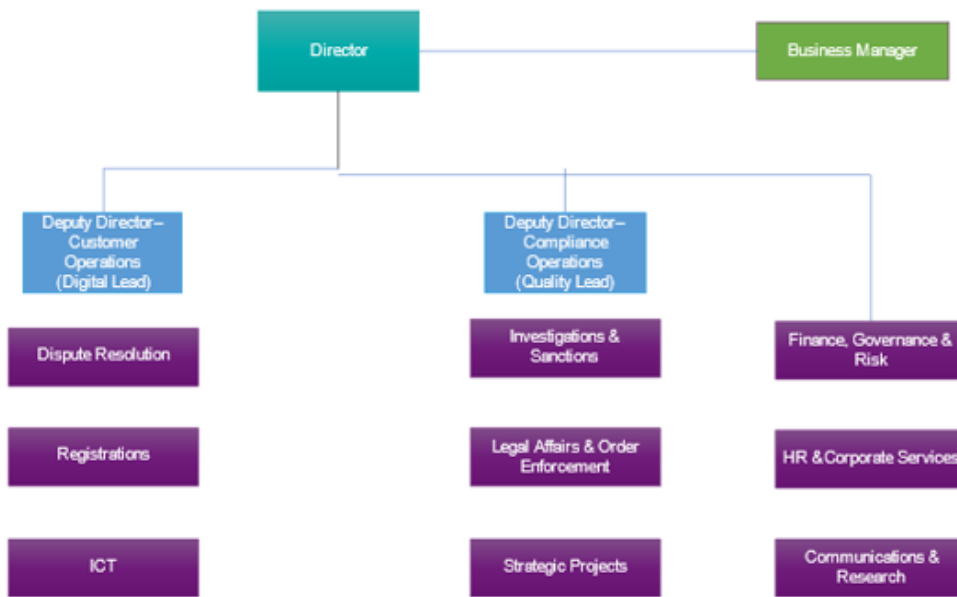 Director
Business Manager
Deputy Director–
Customer
Operations
(Digital Lead)
Deputy Director–
Compliance
Operations
(Quality Lead)
Dispute Resolution
Investigations &
Sanctions
Finance, Governance &
Risk
Registrations
Legal Affairs & Order
Enforcement
HR & Corporate Services
ICT
Strategic Projects
Communications &
Research